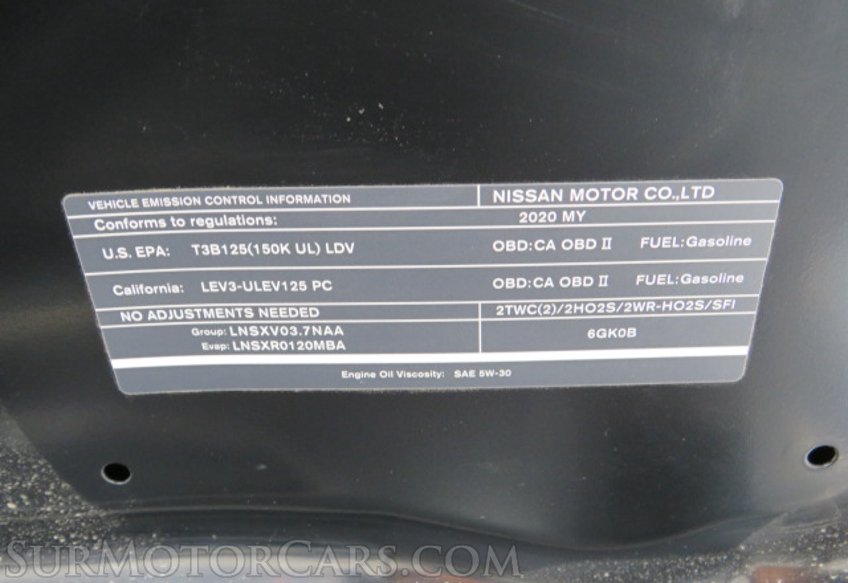 VEHICLE EMISSION CONTROL INFORMATION NISSAN MOTOR CO.,LTD
Conforms to regulations: 2020 MY
U.S. EPA: T3B125(150K UL) LDV OBD:CA OBD II FUEL:Gasoline
California: LEV3-ULEV125 PC OBD:CA OBD II FUEL:Gasoline
NO ADJUSTMENTS NEEDED 2TWC(2)/2HO2S/2WR-HO2S/SFI
Group: LNSXV03.7NAA 6GK0B
Evap: LNSXR0120MBA
Engine Oil Viscosity: SAE 5W-30
SURMOTORCARS.COM